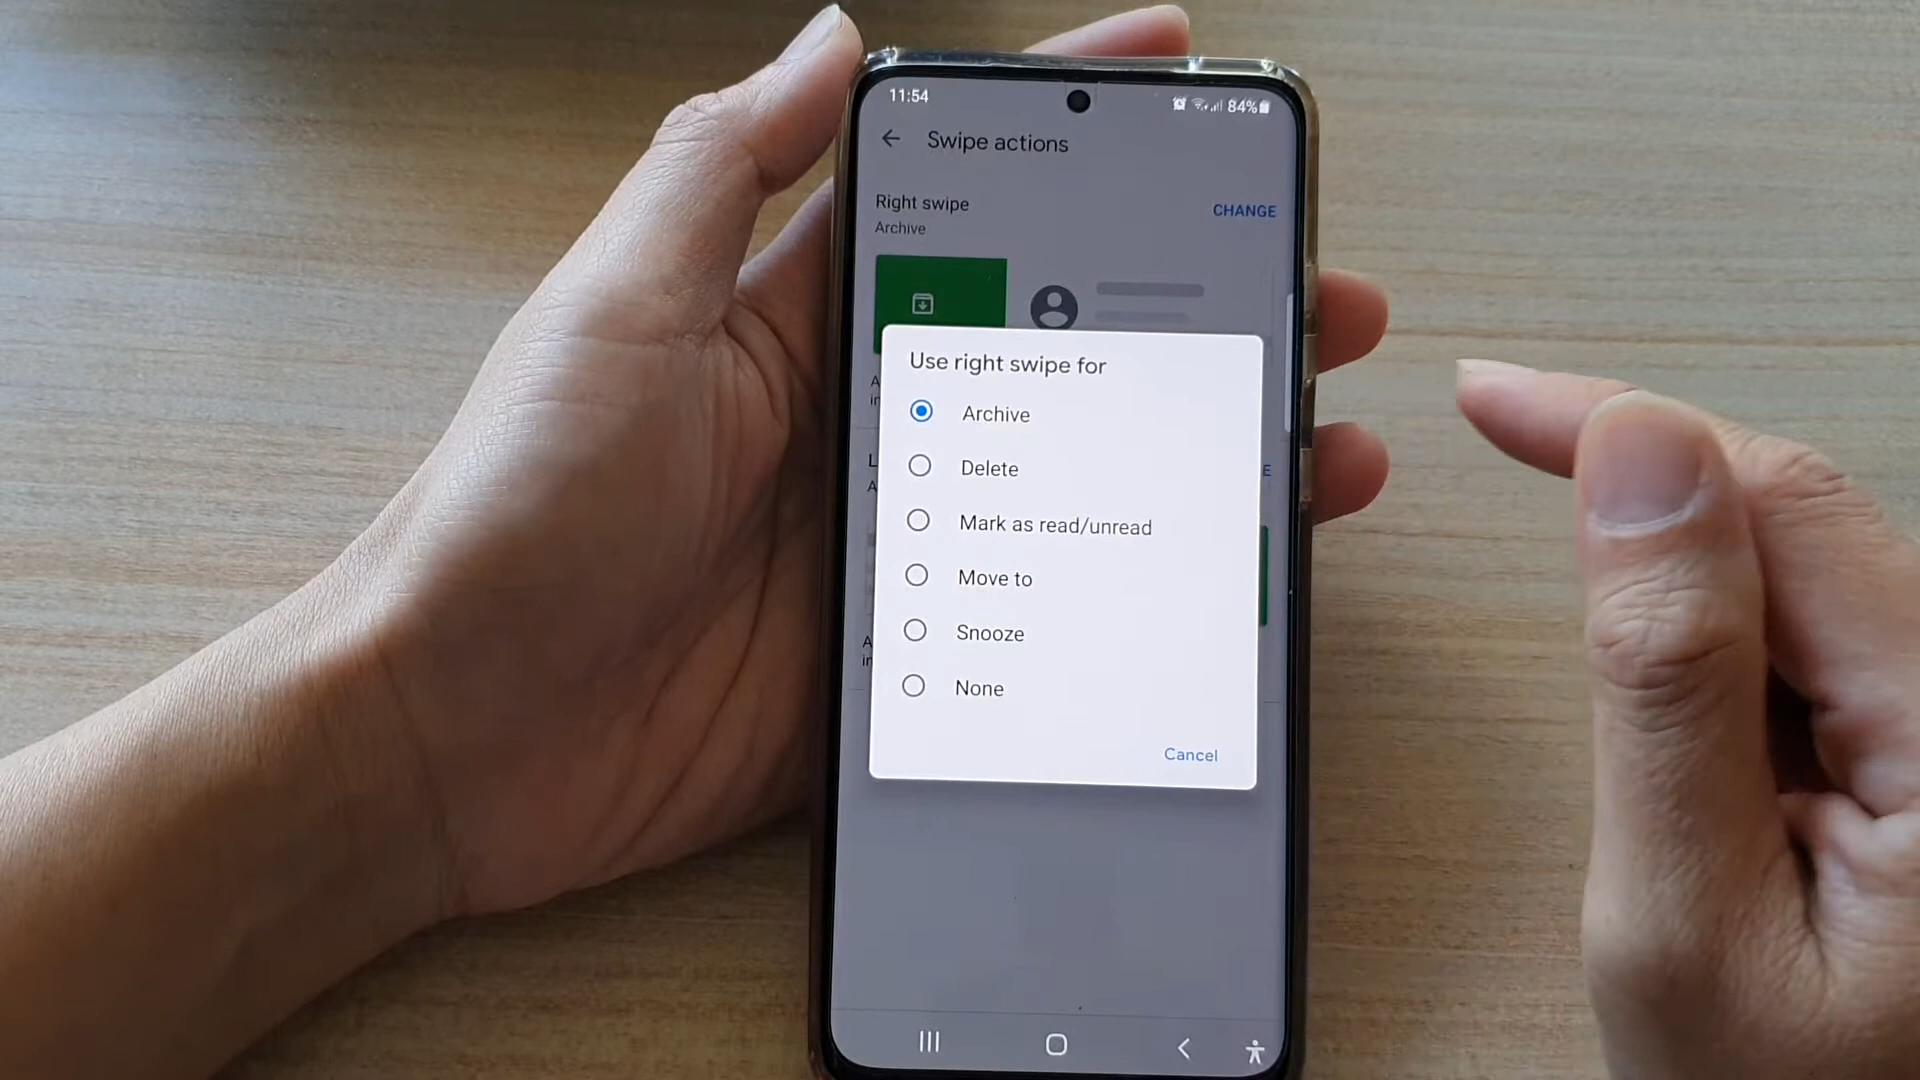 11:54
84%
Swipe actions
Right swipe
CHANGE
Archive
Use right swipe for
Archive
Delete
Mark as read/unread
Move to
Snooze
None
Cancel